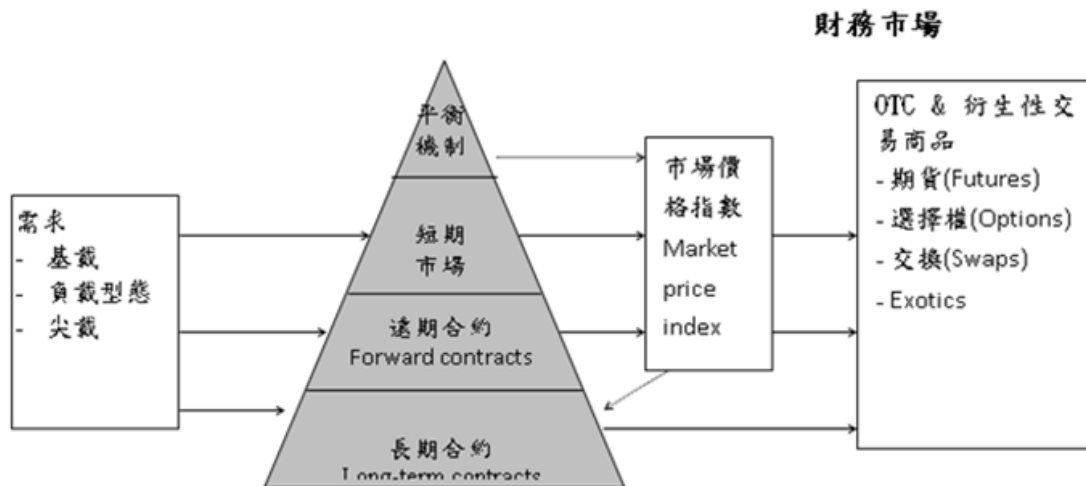 財務市場
平衡
機制
短期
市場
遠期合約
Forward contracts
長期合約
Long-term contracts
需求
- 基載
- 負載型態
- 尖載
市場價
格指數
Market
price
index
OTC & 衍生性交
易商品
- 期貨(Futures)
- 選擇權(Options)
- 交換(Swaps)
- Exotics